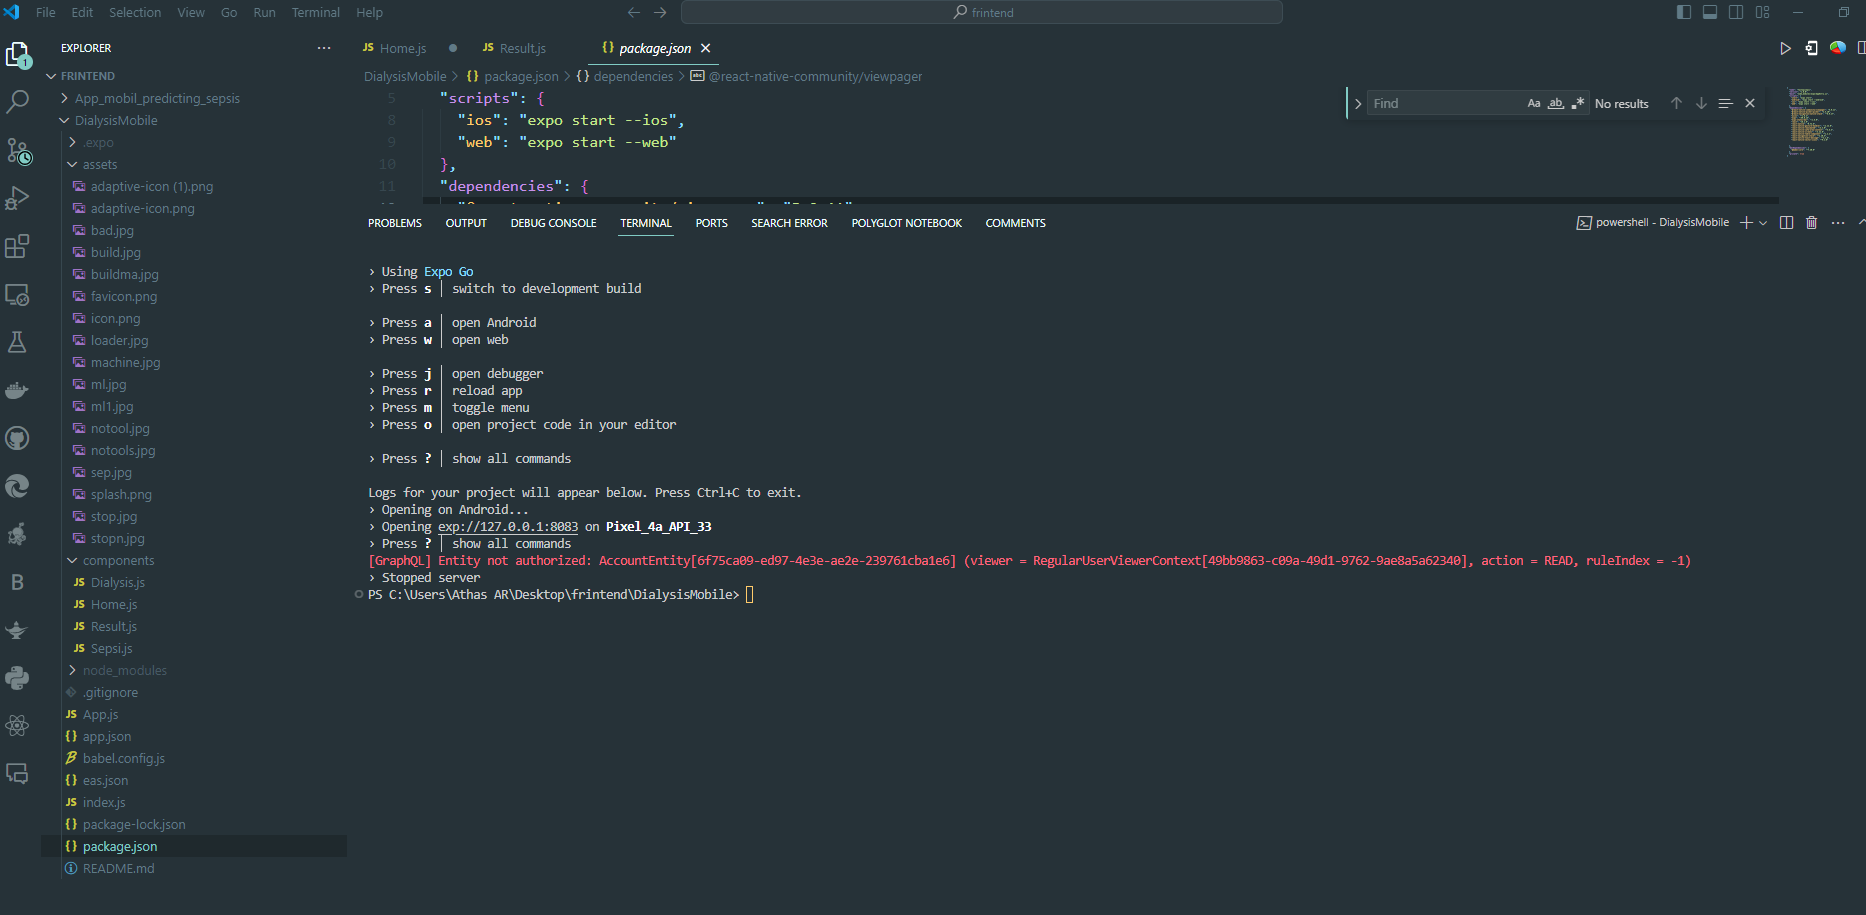 File Edit Selection View Go Run Terminal Help
frintend
EXPLORER
FRINTEND
App_mobil_predicting_sepsis
DialysisMobile
.expo
assets
adaptive-icon (1).png
adaptive-icon.png
bad.jpg
build.jpg
buildma.jpg
favicon.png
icon.png
loader.jpg
machine.jpg
ml.jpg
ml1.jpg
notool.jpg
notools.jpg
sep.jpg
splash.png
stop.jpg
stopn.jpg
components
JS Dialysis.js
JS Home.js
JS Result.js
JS Sepsi.js
node_modules
.gitignore
JS App.js
{} app.json
babel.config.js
{} eas.json
JS index.js
{} package-lock.json
{} package.json
README.md
1
B
JS Home.js
JS Result.js
{} package.json
DialysisMobile > {} package.json > {} dependencies > abc @react-native-community/viewpager
Find Aa ab .* No results
5 "scripts": {
8 "ios": "expo start --ios",
9 "web": "expo start --web"
10 },
11 "dependencies": {
PROBLEMS OUTPUT DEBUG CONSOLE TERMINAL PORTS SEARCH ERROR POLYGLOT NOTEBOOK COMMENTS
powershell - DialysisMobile
› Using Expo Go
› Press s │ switch to development build
› Press a │ open Android
› Press w │ open web
› Press j │ open debugger
› Press r │ reload app
› Press m │ toggle menu
› Press o │ open project code in your editor
› Press ? │ show all commands
Logs for your project will appear below. Press Ctrl+C to exit.
› Opening on Android...
› Opening exp://127.0.0.1:8083 on Pixel_4a_API_33
› Press ? │ show all commands
[GraphQL] Entity not authorized: AccountEntity[6f75ca09-ed97-4e3e-ae2e-239761cba1e6] (viewer = RegularUserViewerContext[49bb9863-c09a-49d1-9762-9ae8a5a62340], action = READ, ruleIndex = -1)
› Stopped server
PS C:\Users\Athas AR\Desktop\frintend\DialysisMobile>